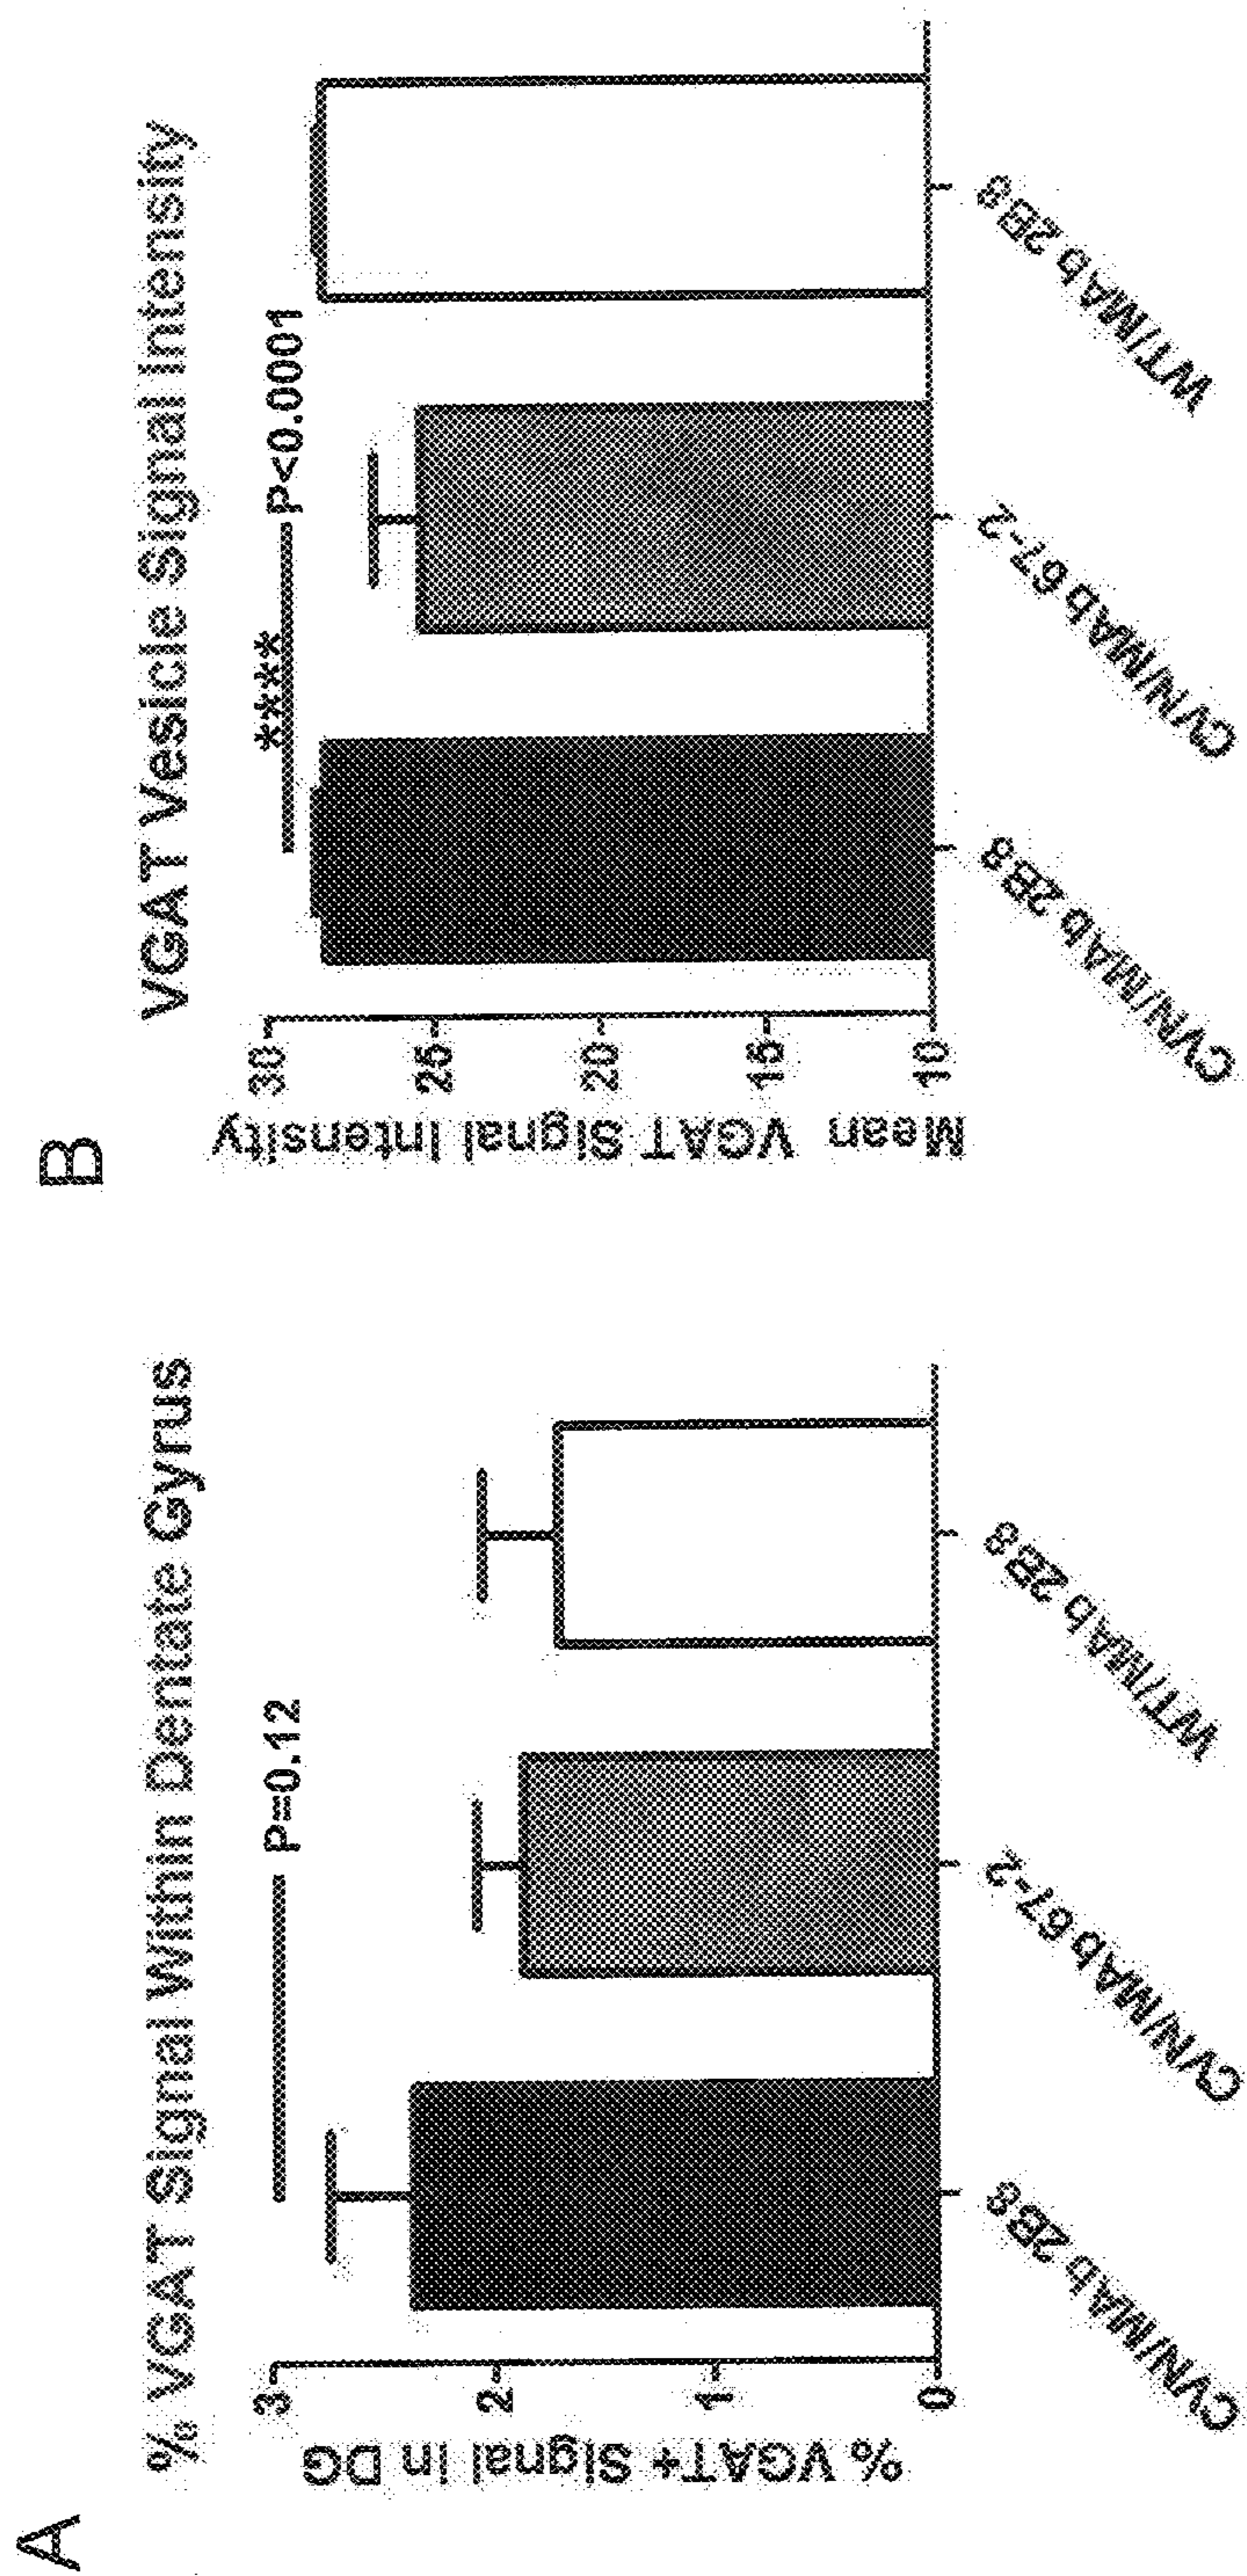 A
% VGAT Signal Within Dentate Gyrus
P=0.12
% VGAT+ Signal in DG
3
2
1
0
CVN/MAb 2B8
CVN/MAb 67-2
WT/MAb 2B8
B
VGAT Vesicle Signal Intensity
****
P<0.0001
Mean VGAT Signal Intensity
30
25
20
15
10
CVN/MAb 2B8
CVN/MAb 67-2
WT/MAb 2B8